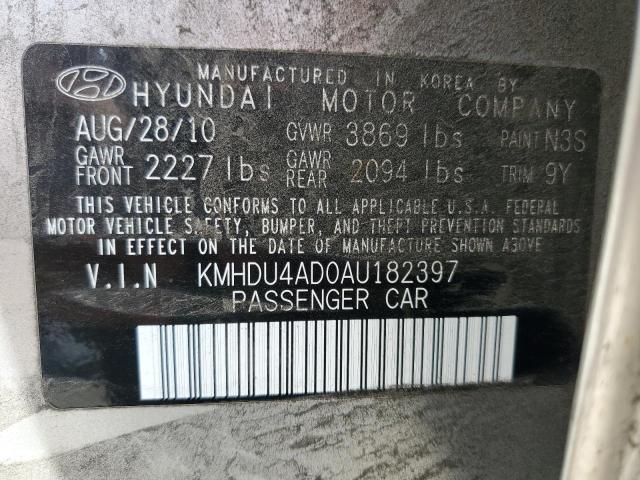 MANUFACTURED IN KOREA BY
HYUNDAI MOTOR COMPANY
AUG/28/10 GVWR 3869 lbs PAINT N3S
GAWR FRONT 2227 lbs GAWR REAR 2094 lbs TRIM 9Y
THIS VEHICLE CONFORMS TO ALL APPLICABLE U.S.A. FEDERAL
MOTOR VEHICLE SAFETY, BUMPER, AND THEFT PREVENTION STANDARDS
IN EFFECT ON THE DATE OF MANUFACTURE SHOWN ABOVE
V.I.N KMHDU4AD0AU182397
PASSENGER CAR